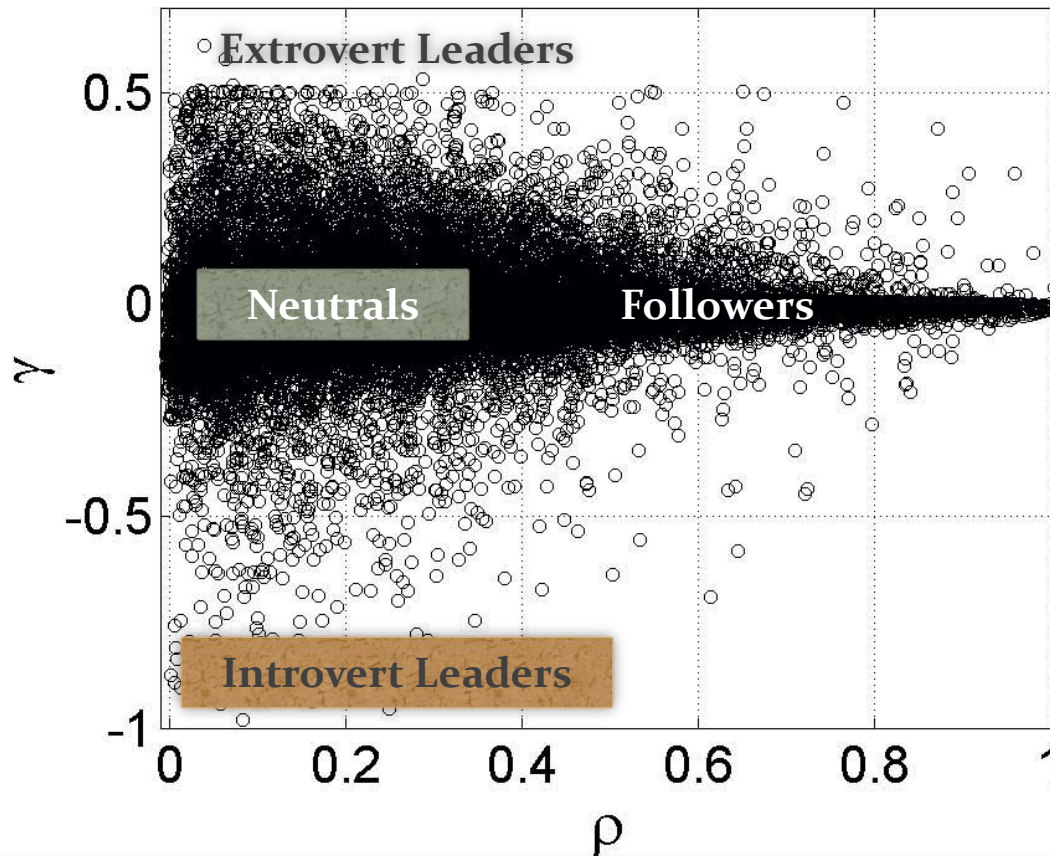 Extrovert Leaders
0.5
Neutrals
Followers
0
γ
-0.5
Introvert Leaders
-1
0 0.2 0.4 0.6 0.8 1
ρ